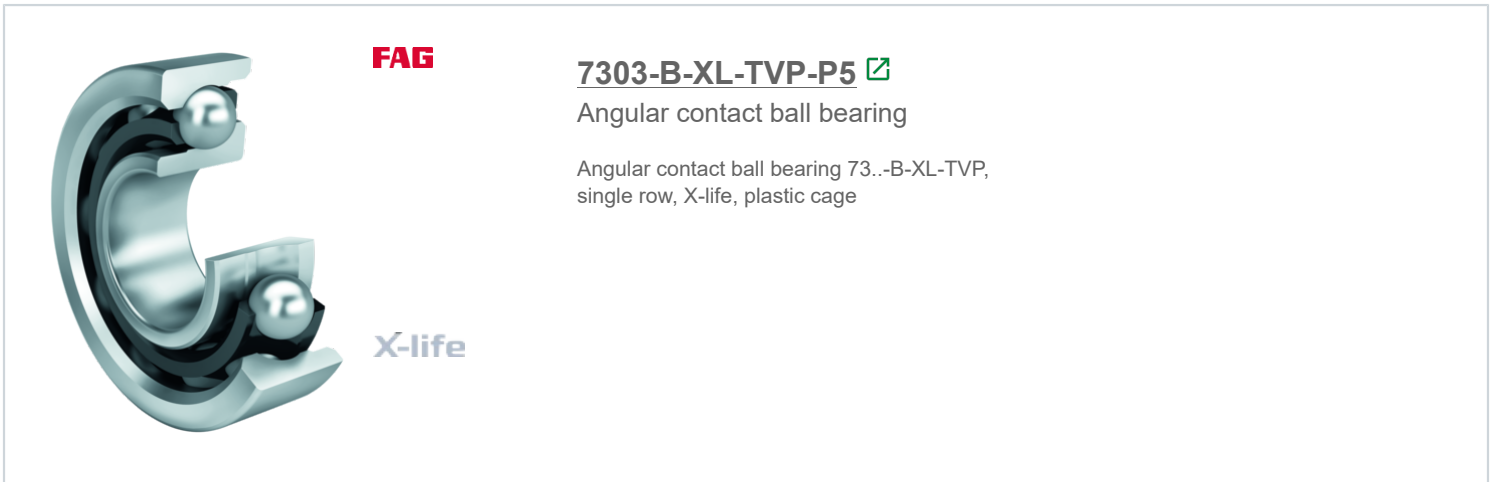 FAG
7303-B-XL-TVP-P5
Angular contact ball bearing
Angular contact ball bearing 73..-B-XL-TVP,
single row, X-life, plastic cage
X-life